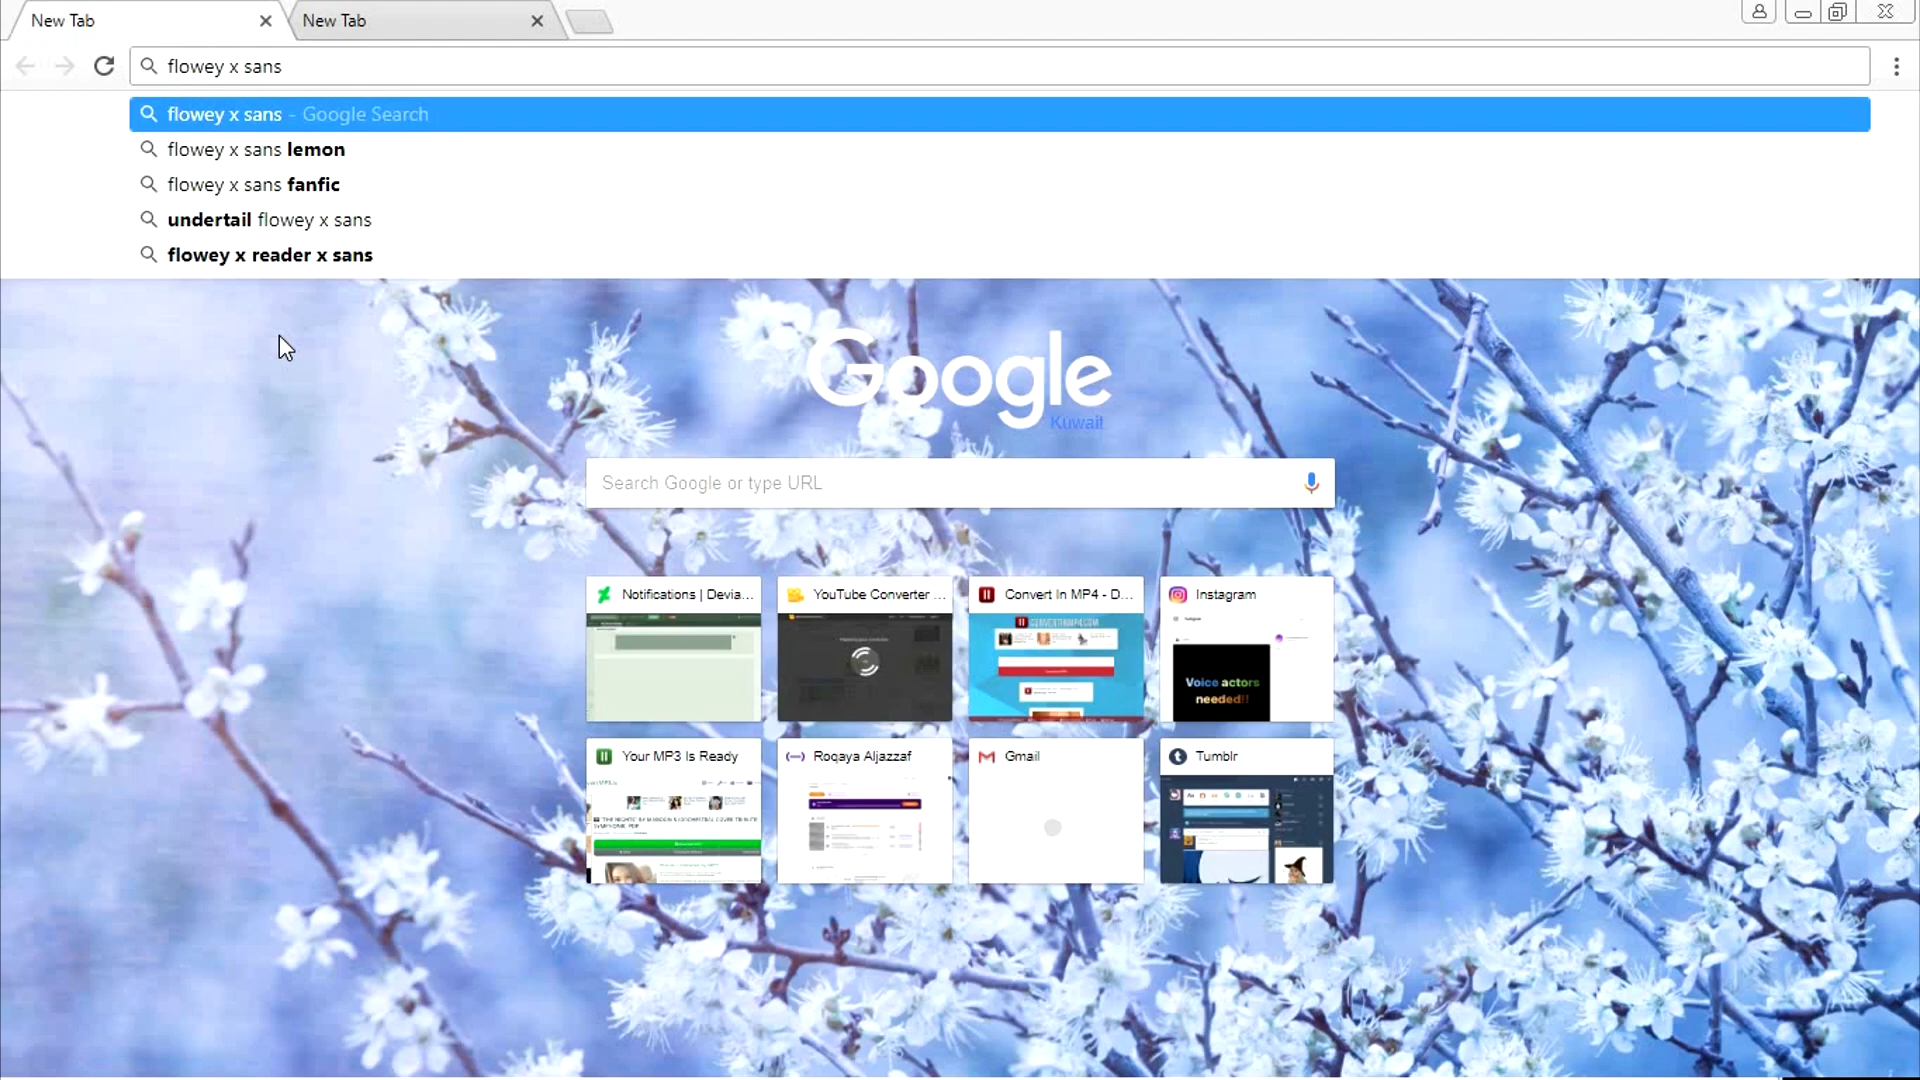 New Tab
New Tab
flowey x sans
flowey x sans - Google Search
flowey x sans lemon
flowey x sans fanfic
undertail flowey x sans
flowey x reader x sans
Google
Kuwait
Search Google or type URL
Notifications | Devia...
YouTube Converter ...
Convert In MP4 - D...
Instagram
CONVERTINMP4.COM
Voice actors
needed!!
Your MP3 Is Ready
Roqaya Aljazzaf
Gmail
Tumblr